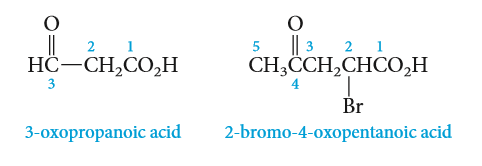 O O
2 1 5 3 2 1
HC—CH₂CO₂H CH₃CCH₂CHCO₂H
3 4
Br
3-oxopropanoic acid 2-bromo-4-oxopentanoic acid